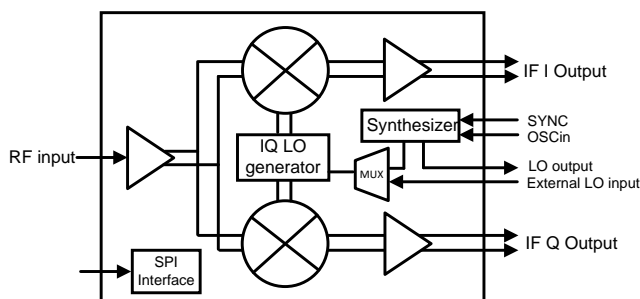 IF I Output
Synthesizer
SYNC
OSCin
RF input
IQ LO
generator
MUX
LO output
External LO input
IF Q Output
SPI
Interface